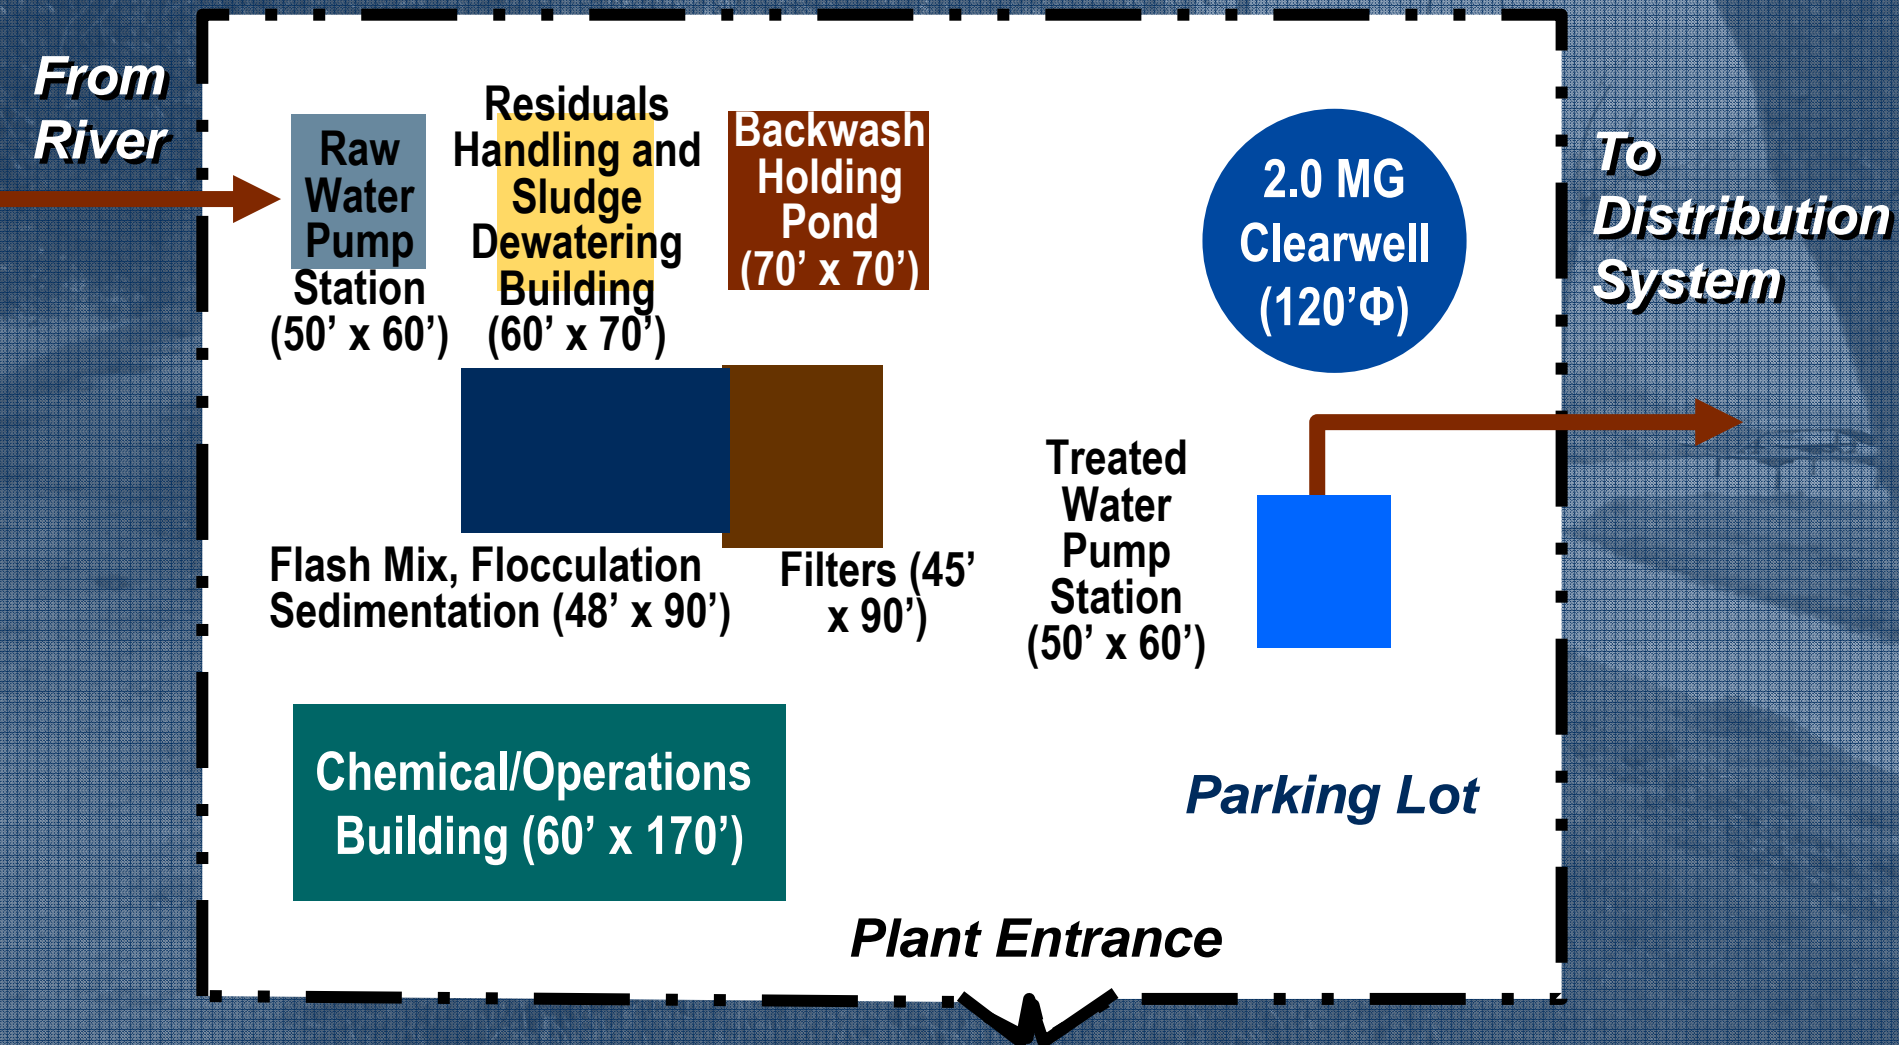 From
River
Raw
Water
Pump
Station
(50’ x 60’)
Residuals
Handling and
Sludge
Dewatering
Building
(60’ x 70’)
Backwash
Holding
Pond
(70’ x 70’)
2.0 MG
Clearwell
(120’Φ)
To
Distribution
System
Flash Mix, Flocculation
Sedimentation (48’ x 90’)
Filters (45’
x 90’)
Treated
Water
Pump
Station
(50’ x 60’)
Chemical/Operations
Building (60’ x 170’)
Parking Lot
Plant Entrance